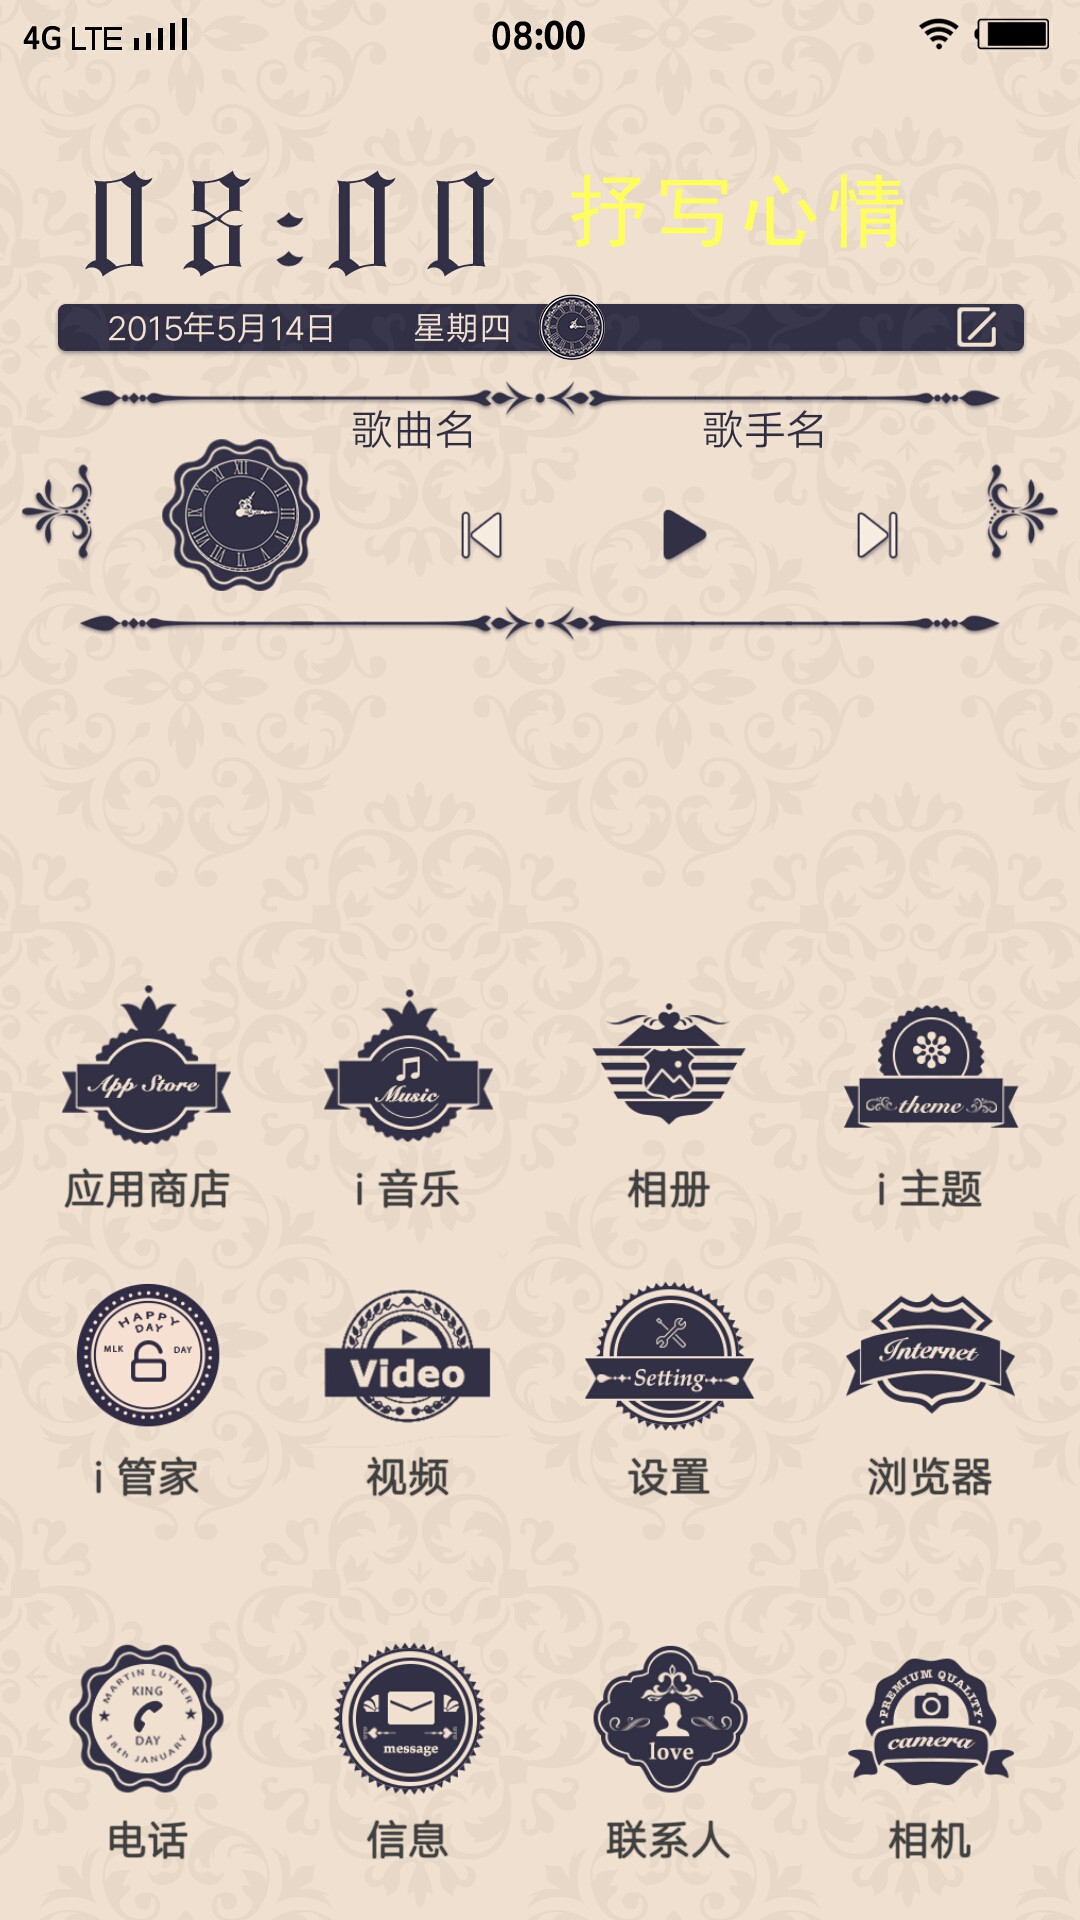 4G LTE 08:00
08:00 抒写心情
2015年5月14日 星期四
歌曲名 歌手名
App Store
Music
theme
应用商店 i 音乐 相册 i 主题
HAPPY DAY
MLK DAY
Video
Setting
Internet
i 管家 视频 设置 浏览器
MARTIN LUTHER
KING
DAY
18th JANUARY
message
love
PREMIUM QUALITY
camera
电话 信息 联系人 相机